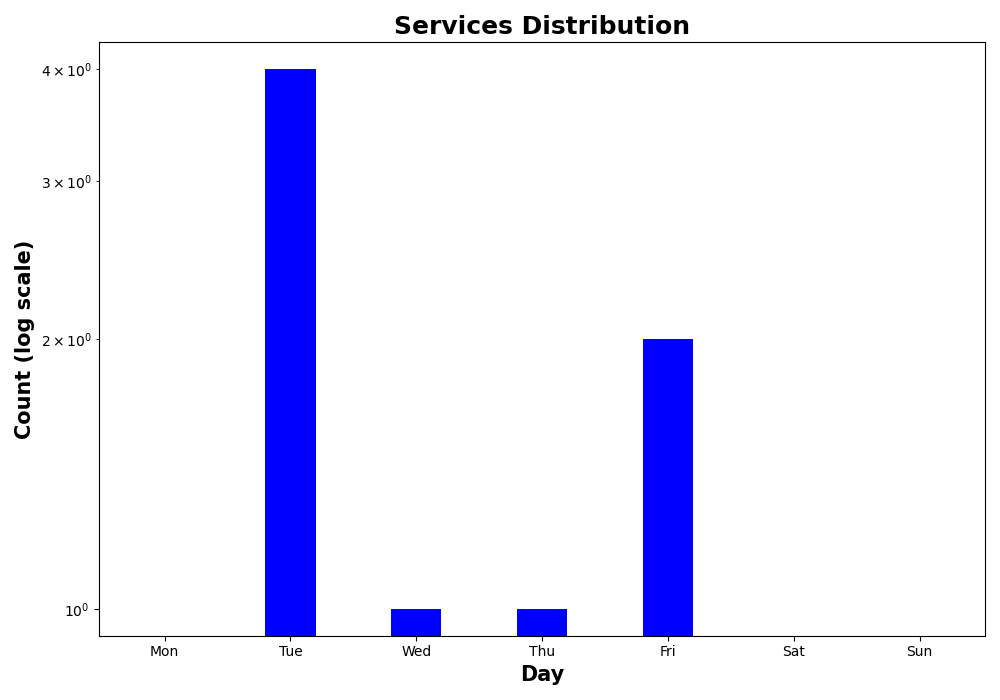 Services Distribution
4 × 10⁰
3 × 10⁰
2 × 10⁰
10⁰
Count (log scale)
Mon Tue Wed Thu Fri Sat Sun
Day